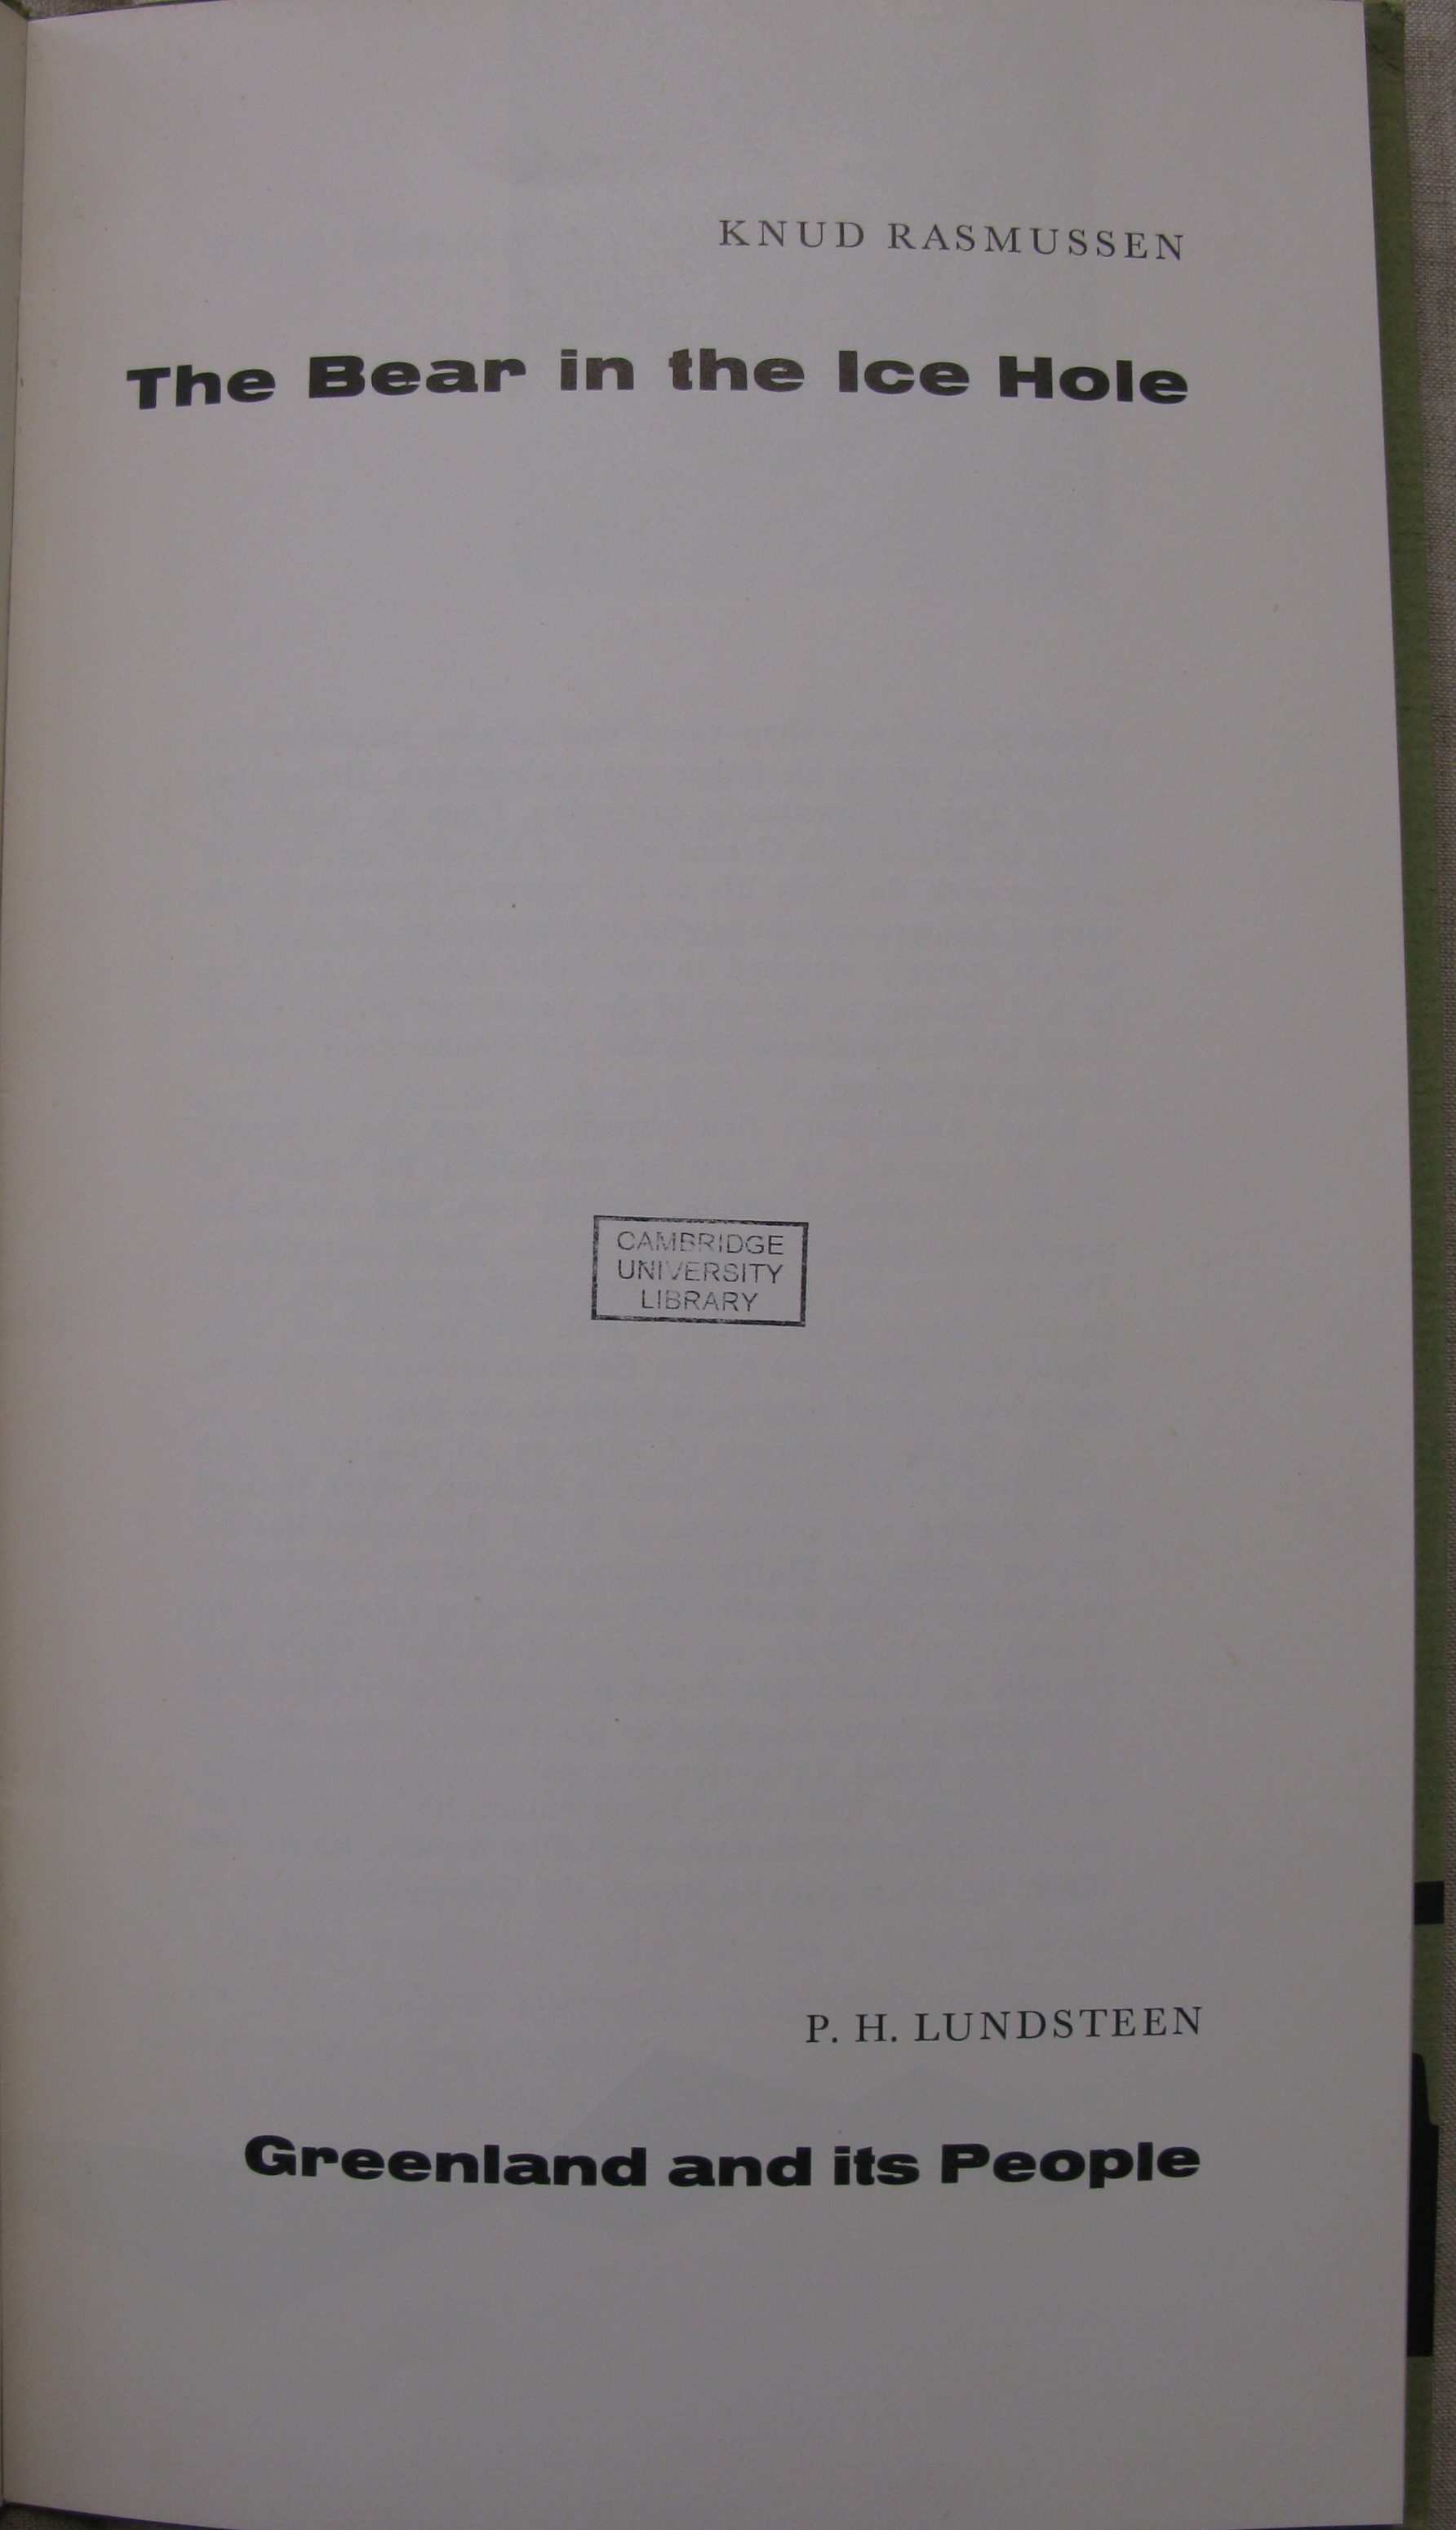 KNUD RASMUSSEN
The Bear in the Ice Hole
CAMBRIDGE
UNIVERSITY
LIBRARY
P. H. LUNDSTEEN
Greenland and its People